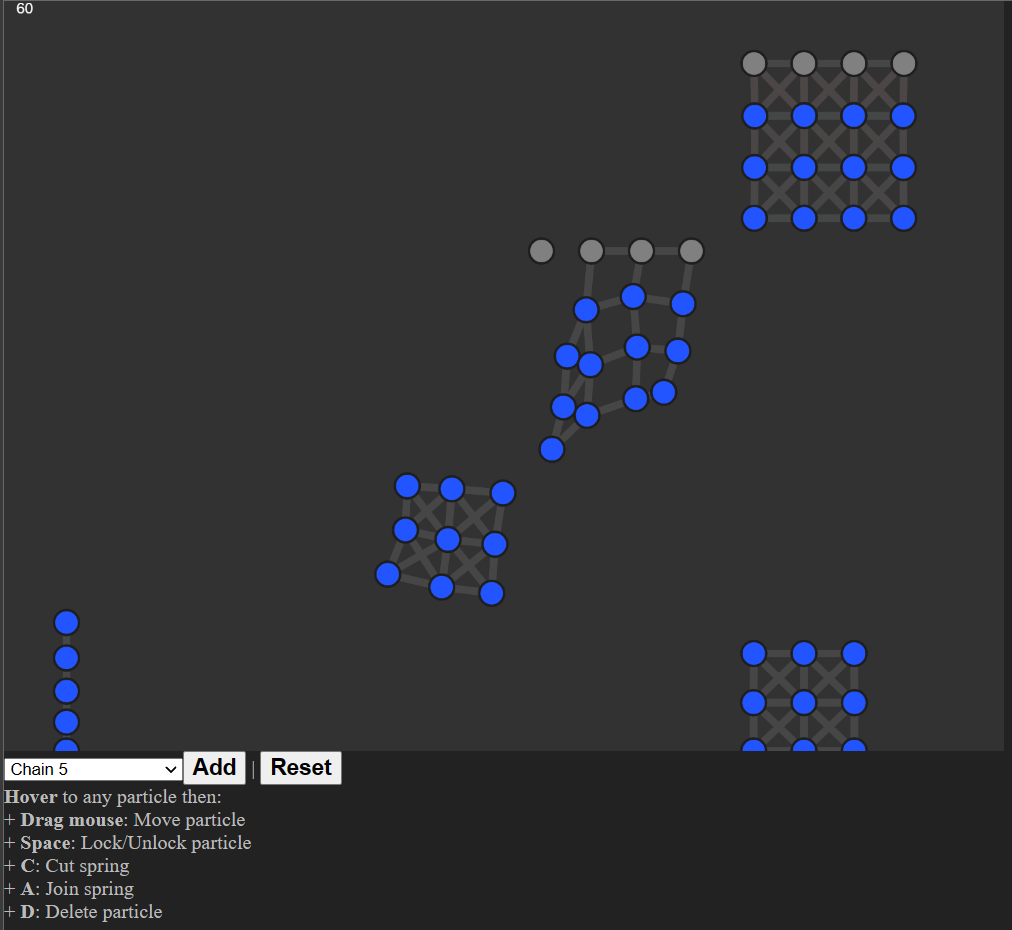 60
Chain 5 Add | Reset
Hover to any particle then:
+ Drag mouse: Move particle
+ Space: Lock/Unlock particle
+ C: Cut spring
+ A: Join spring
+ D: Delete particle